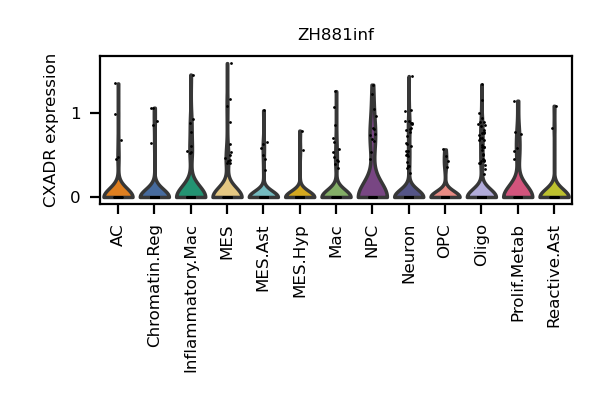 ZH881inf
CXADR expression
1
0
AC
Chromatin.Reg
Inflammatory.Mac
MES
MES.Ast
MES.Hyp
Mac
NPC
Neuron
OPC
Oligo
Prolif.Metab
Reactive.Ast